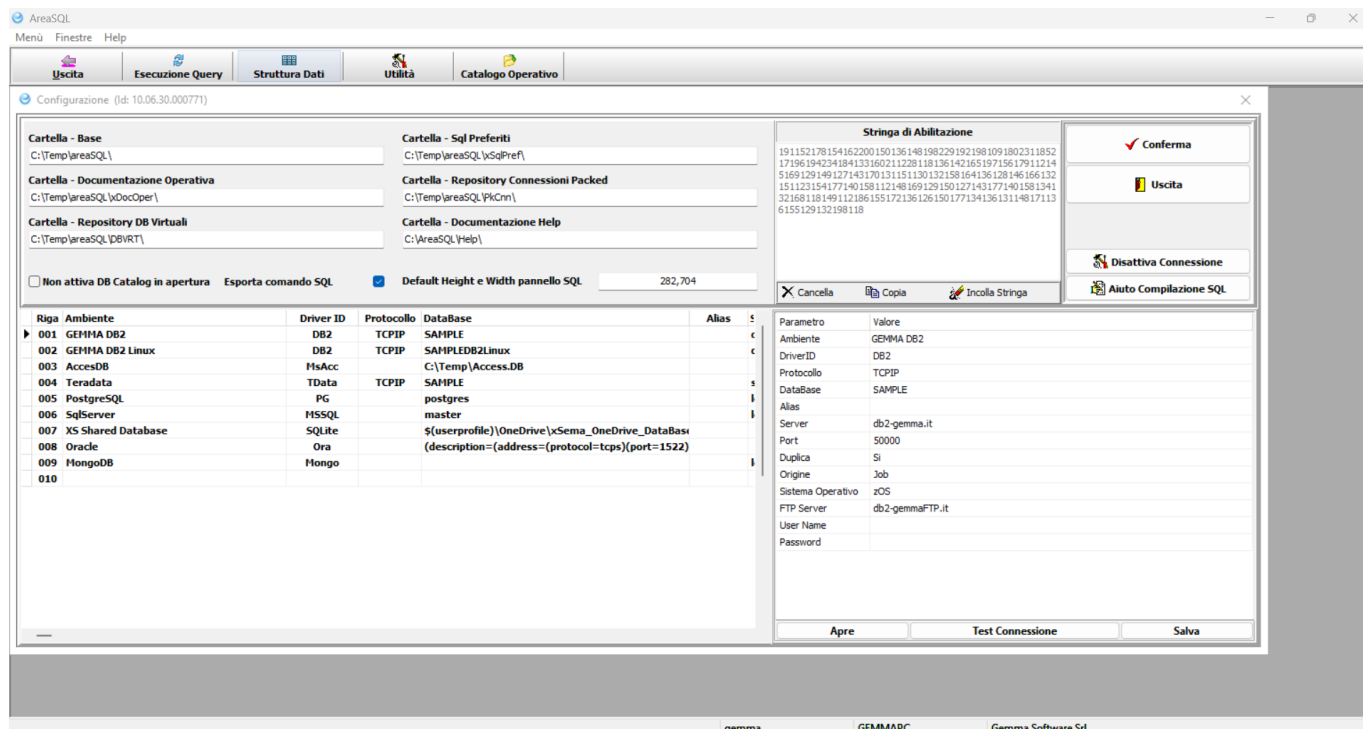 AreaSQL
Menù Finestre Help
Uscita Esecuzione Query Struttura Dati Utilità Catalogo Operativo
Configurazione (Id: 10.06.30.000771)
Cartella - Base
C:\Temp\areaSQL\
Cartella - Documentazione Operativa
C:\Temp\areaSQL\xDocOper\
Cartella - Repository DB Virtuali
C:\Temp\areaSQL\DBVRT\
Cartella - Sql Preferiti
C:\Temp\areaSQL\xSqlPref\
Cartella - Repository Connessioni Packed
C:\Temp\areaSQL\PkCnn\
Cartella - Documentazione Help
C:\AreaSQL\Help\
Non attiva DB Catalog in apertura Esporta comando SQL Default Height e Width pannello SQL 282,704
Stringa di Abilitazione
1911521781541622001501361481982291921981091802311852
1719619423418413316021122811813614216519715617911214
5169129149127143170131151130132158164136128146166132
1511231541771401581121481691291501271431771401581341
3216811814911218615517213612615017713413613114817113
6155129132198118
Cancella Copia Incolla Stringa
Conferma
Uscita
Disattiva Connessione
Aiuto Compilazione SQL
Riga Ambiente Driver ID Protocollo DataBase Alias
001 GEMMA DB2 DB2 TCPIP SAMPLE
002 GEMMA DB2 Linux DB2 TCPIP SAMPLEDB2Linux
003 AccesDB MsAcc C:\Temp\Access.DB
004 Teradata TData TCPIP SAMPLE
005 PostgreSQL PG postgres
006 SqlServer MSSQL master
007 XS Shared Database SQLite $(userprofile)\OneDrive\xSema_OneDrive_DataBas
008 Oracle Ora (description=(address=(protocol=tcps)(port=1522)
009 MongoDB Mongo
010
Parametro Valore
Ambiente GEMMA DB2
DriverID DB2
Protocollo TCPIP
DataBase SAMPLE
Alias
Server db2-gemma.it
Port 50000
Duplica Si
Origine Job
Sistema Operativo zOS
FTP Server db2-gemmaFTP.it
User Name
Password
Apre Test Connessione Salva
gemma GEMMAPC Gemma Software Srl